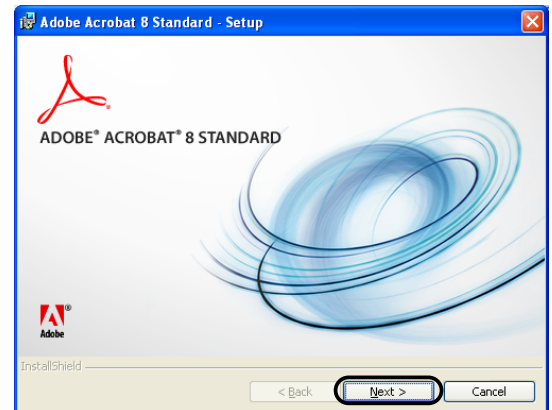 Adobe Acrobat 8 Standard - Setup
ADOBE® ACROBAT® 8 STANDARD
Adobe®
InstallShield
< Back Next > Cancel